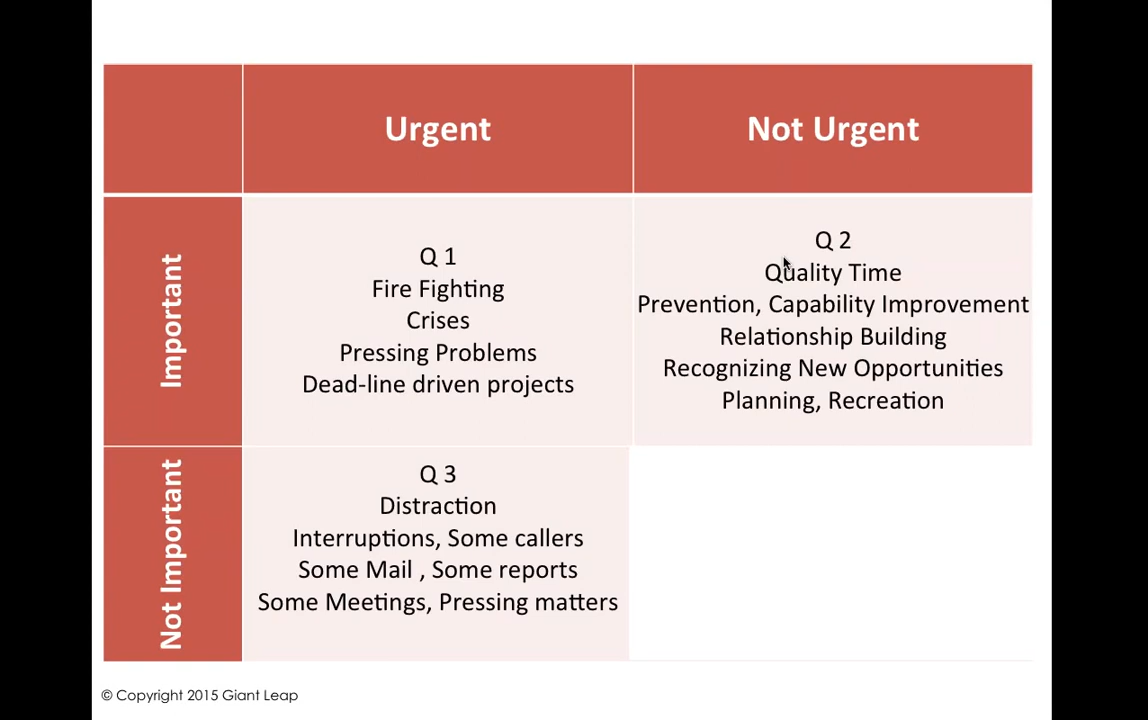 Urgent
Not Urgent
Important
Q 1
Fire Fighting
Crises
Pressing Problems
Dead-line driven projects
Q 2
Quality Time
Prevention, Capability Improvement
Relationship Building
Recognizing New Opportunities
Planning, Recreation
Not Important
Q 3
Distraction
Interruptions, Some callers
Some Mail , Some reports
Some Meetings, Pressing matters
© Copyright 2015 Giant Leap